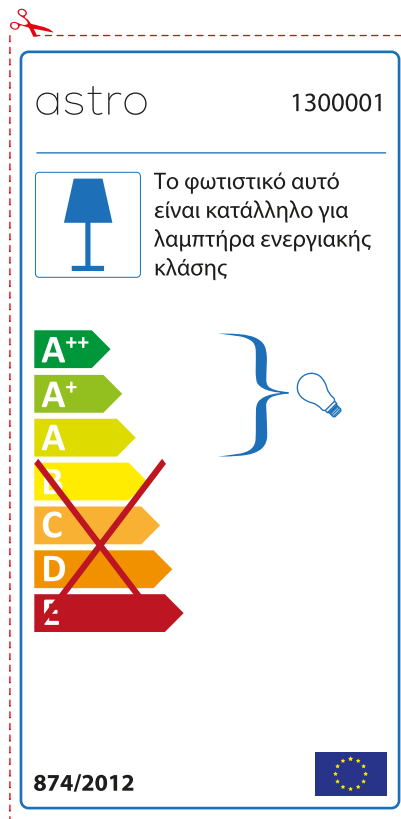 astro
1300001
Το φωτιστικό αυτό
είναι κατάλληλο για
λαμπτήρα ενεργιακής
κλάσης
A++
A+
A
B
C
D
E
874/2012